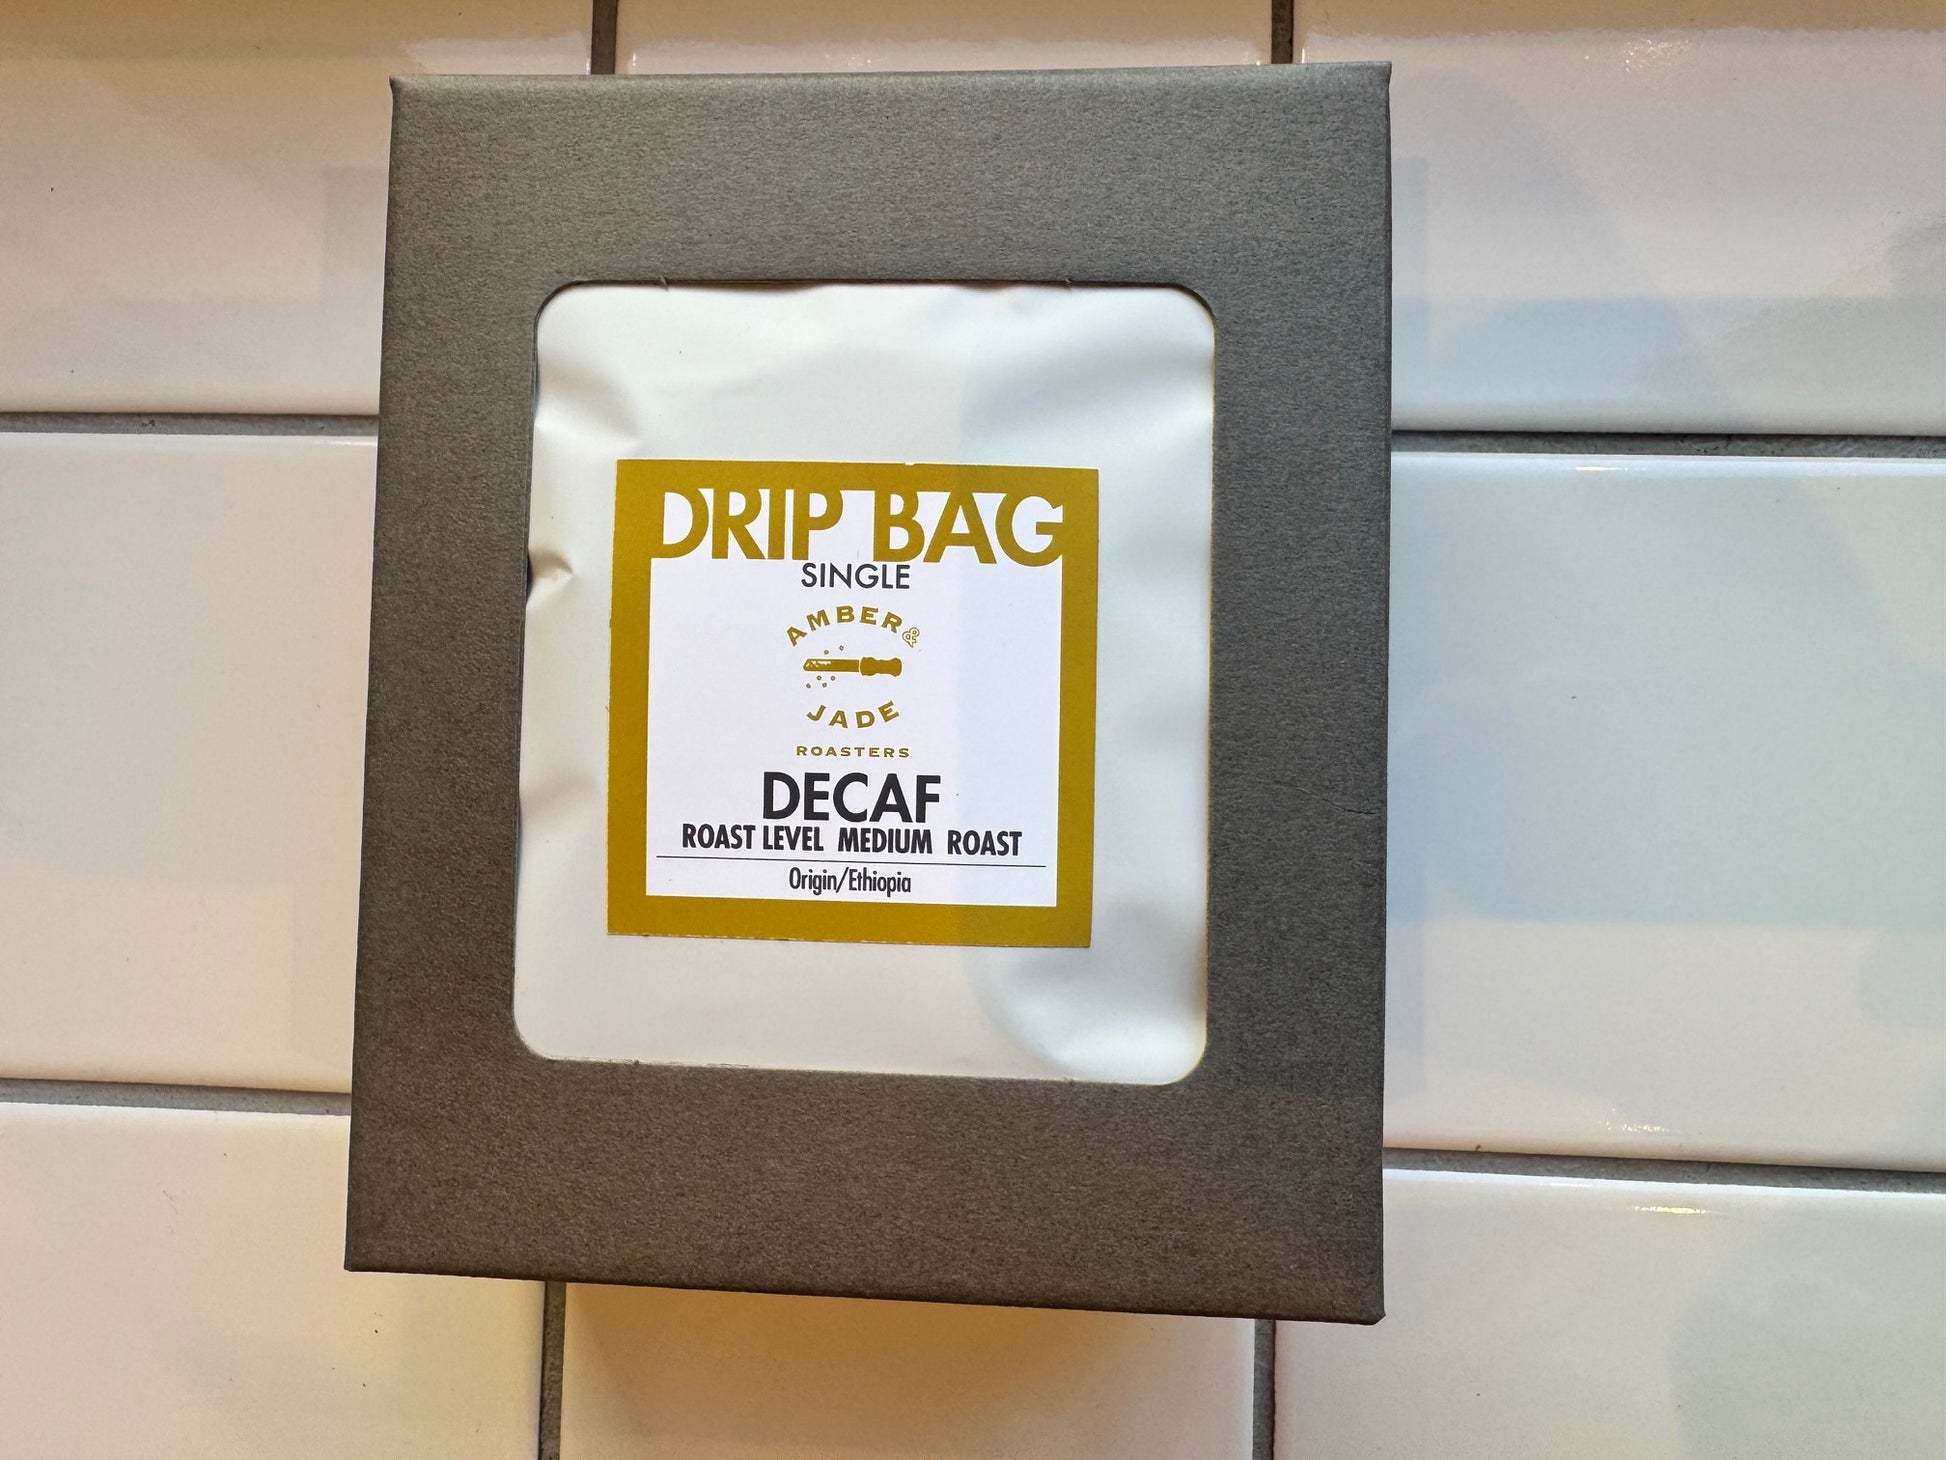 DRIP BAG
SINGLE
AMBER &
JADE
ROASTERS
DECAF
ROAST LEVEL MEDIUM ROAST
Origin/Ethiopia